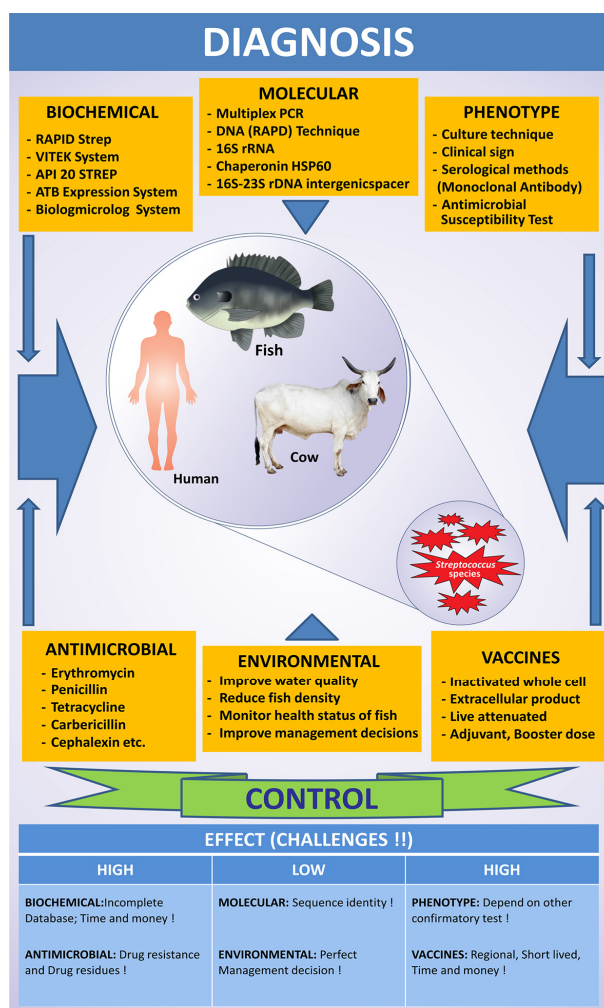 DIAGNOSIS
BIOCHEMICAL
- RAPID Strep
- VITEK System
- API 20 STREP
- ATB Expression System
- Biologmicrolog System
MOLECULAR
- Multiplex PCR
- DNA (RAPD) Technique
- 16S rRNA
- Chaperonin HSP60
- 16S-23S rDNA intergenicspacer
PHENOTYPE
- Culture technique
- Clinical sign
- Serological methods
(Monoclonal Antibody)
- Antimicrobial
Susceptibility Test
Fish
Human
Cow
Streptococcus
species
ANTIMICROBIAL
- Erythromycin
- Penicillin
- Tetracycline
- Carbericillin
- Cephalexin etc.
ENVIRONMENTAL
- Improve water quality
- Reduce fish density
- Monitor health status of fish
- Improve management decisions
VACCINES
- Inactivated whole cell
- Extracellular product
- Live attenuated
- Adjuvant, Booster dose
CONTROL
EFFECT (CHALLENGES !!)
HIGH
LOW
HIGH
BIOCHEMICAL:Incomplete
Database; Time and money !
MOLECULAR: Sequence identity !
PHENOTYPE: Depend on other
confirmatory test !
ANTIMICROBIAL: Drug resistance
and Drug residues !
ENVIRONMENTAL: Perfect
Management decision !
VACCINES: Regional, Short lived,
Time and money !